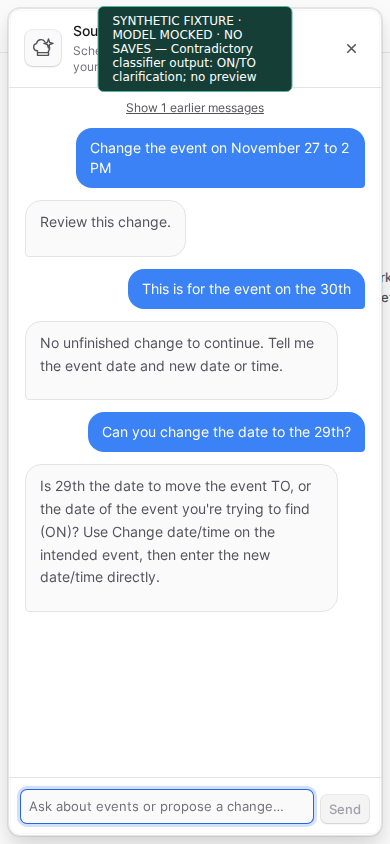 SYNTHETIC FIXTURE ·
MODEL MOCKED · NO
SAVES — Contradictory
classifier output: ON/TO
clarification; no preview
Show 1 earlier messages
Change the event on November 27 to 2
PM
Review this change.
This is for the event on the 30th
No unfinished change to continue. Tell me
the event date and new date or time.
Can you change the date to the 29th?
Is 29th the date to move the event TO, or
the date of the event you're trying to find
(ON)? Use Change date/time on the
intended event, then enter the new
date/time directly.
Ask about events or propose a change...
Send